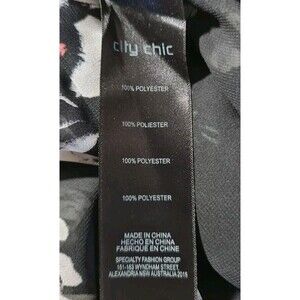 city chic
100% POLYESTER
100% POLIESTER
100% POLYESTER
100% POLYESTER
MADE IN CHINA
HECHO EN CHINA
FABRIQUE EN CHINE
SPECIALTY FASHION GROUP
151-163 WYNDHAM STREET
ALEXANDRIA NSW AUSTRALIA 2015